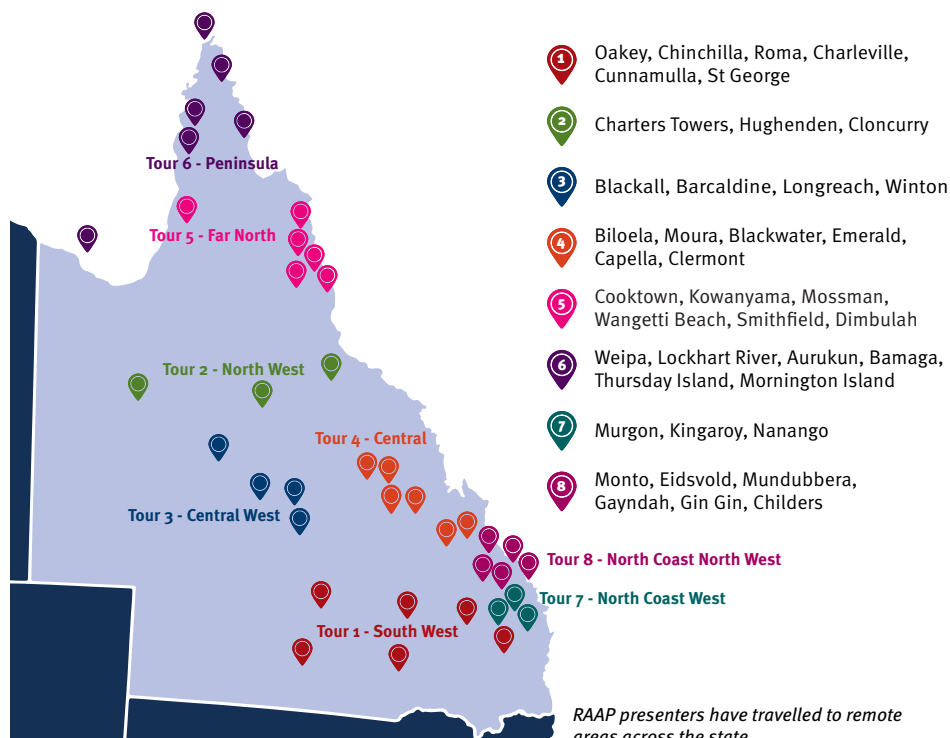 Tour 6 - Peninsula
Tour 5 - Far North
Tour 2 - North West
Tour 4 - Central
Tour 3 - Central West
Tour 8 - North Coast North West
Tour 7 - North Coast West
Tour 1 - South West
1
Oakey, Chinchilla, Roma, Charleville,
Cunnamulla, St George
2
Charters Towers, Hughenden, Cloncurry
3
Blackall, Barcaldine, Longreach, Winton
4
Biloela, Moura, Blackwater, Emerald,
Capella, Clermont
5
Cooktown, Kowanyama, Mossman,
Wangetti Beach, Smithfield, Dimbulah
6
Weipa, Lockhart River, Aurukun, Bamaga,
Thursday Island, Mornington Island
7
Murgon, Kingaroy, Nanango
8
Monto, Eidsvold, Mundubbera,
Gayndah, Gin Gin, Childers
RAAP presenters have travelled to remote
areas across the state